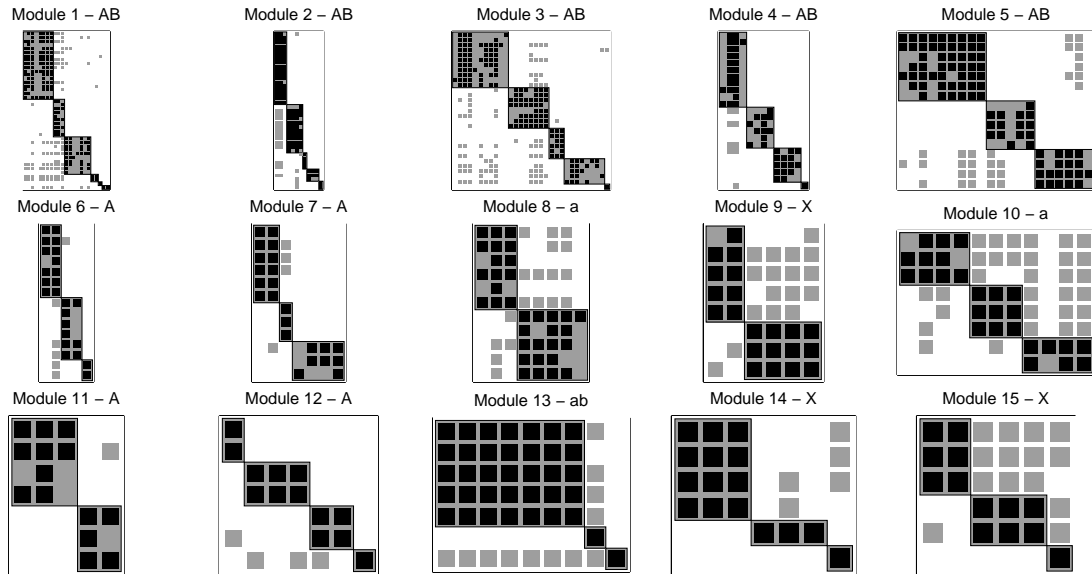 Module 1 – AB
Module 2 – AB
Module 3 – AB
Module 4 – AB
Module 5 – AB
Module 6 – A
Module 7 – A
Module 8 – a
Module 9 – X
Module 10 – a
Module 11 – A
Module 12 – A
Module 13 – ab
Module 14 – X
Module 15 – X